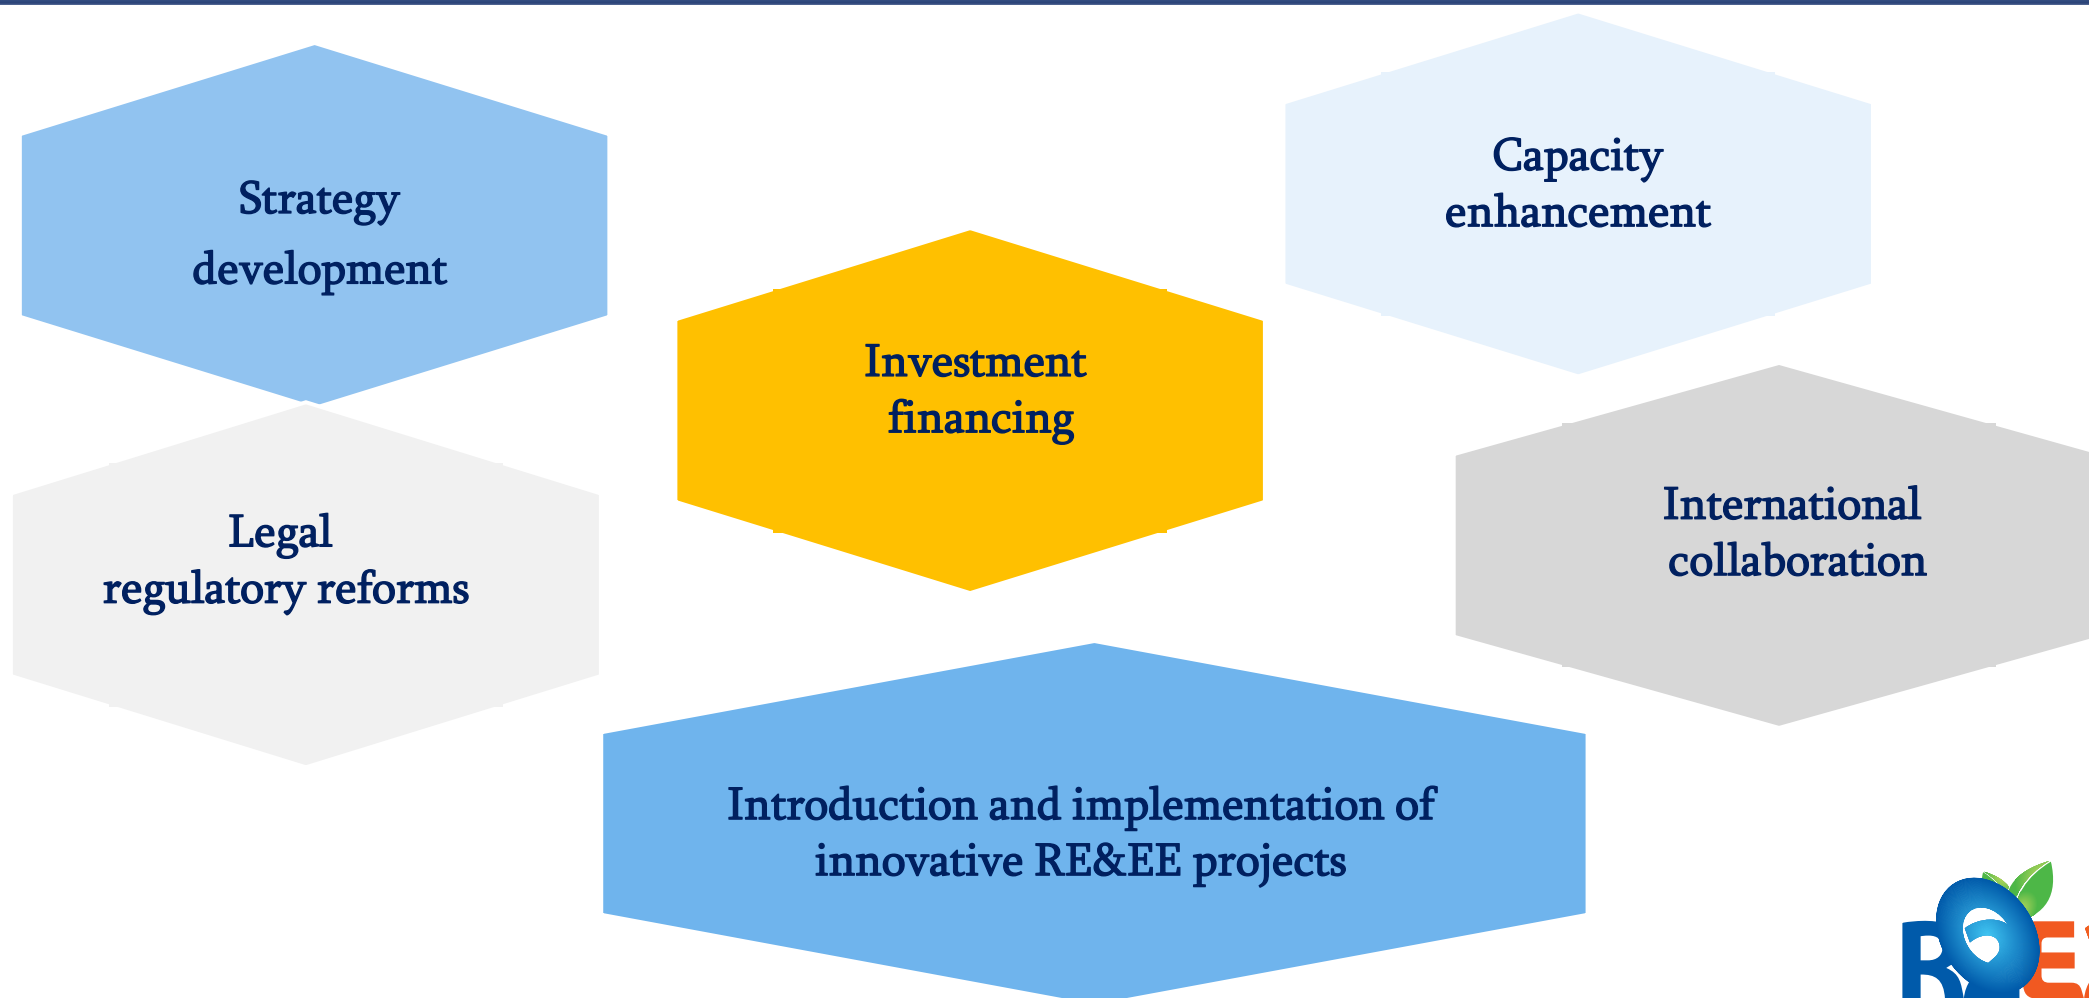 Strategy
development
Capacity
enhancement
Investment
financing
Legal
regulatory reforms
International
collaboration
Introduction and implementation of
innovative RE&EE projects